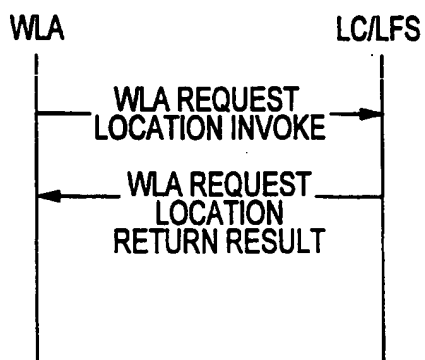 WLA LC/LFS
WLA REQUEST
LOCATION INVOKE
WLA REQUEST
LOCATION
RETURN RESULT